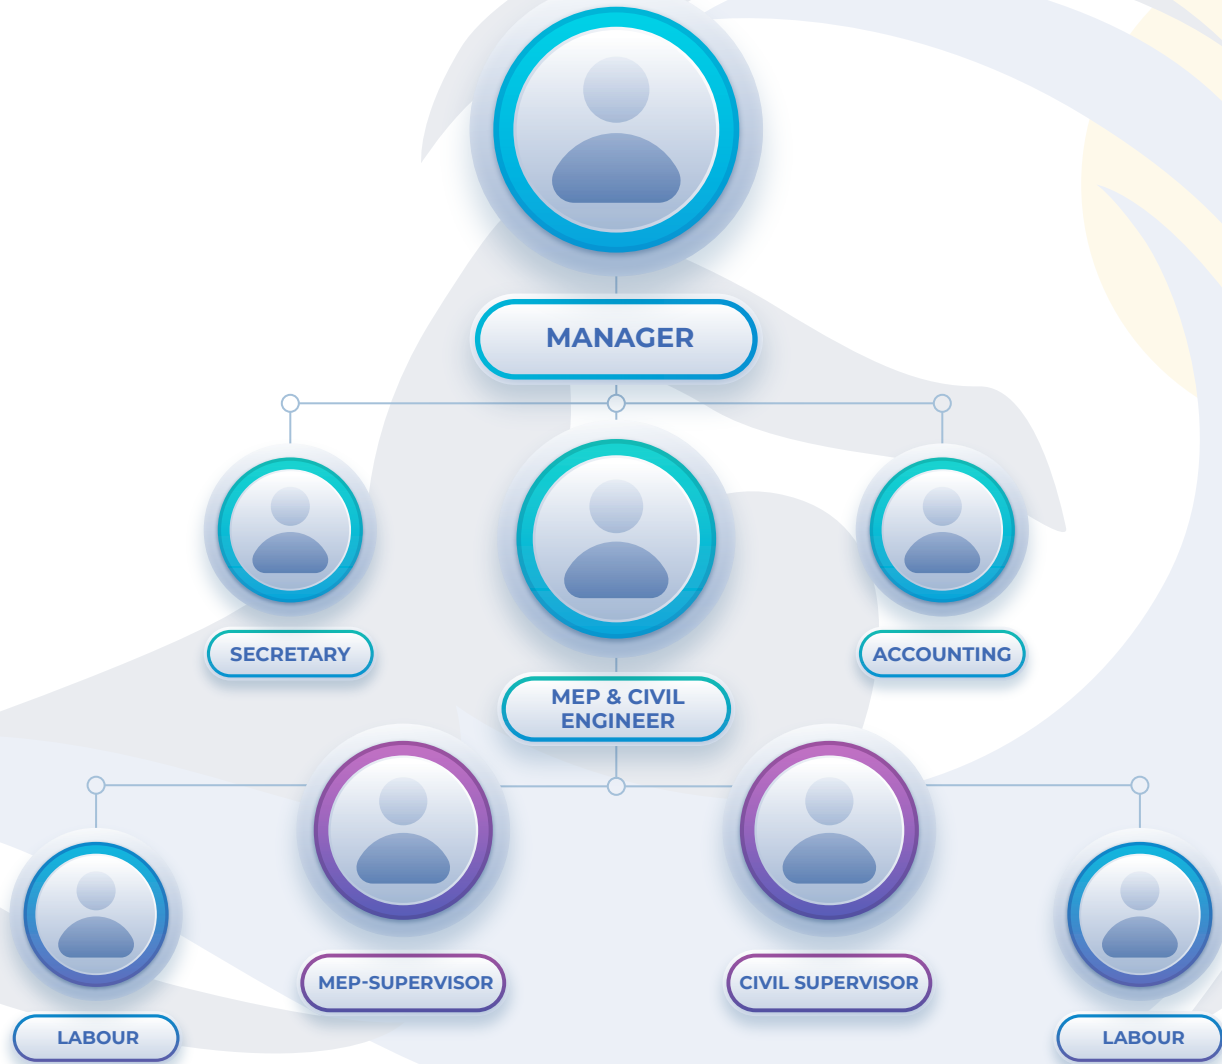 MANAGER
SECRETARY
ACCOUNTING
MEP & CIVIL
ENGINEER
MEP-SUPERVISOR
CIVIL SUPERVISOR
LABOUR
LABOUR